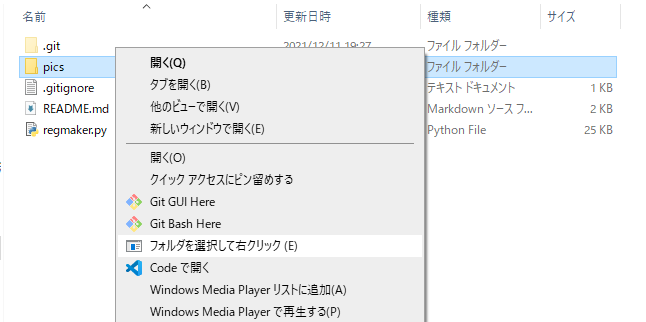 名前 更新日時 種類 サイズ
.git 2021/12/11 19:27 ファイル フォルダー
pics ファイル フォルダー
.gitignore テキスト ドキュメント 1 KB
README.md Markdown ソース フ... 2 KB
regmaker.py Python File 25 KB
開く(Q)
タブを開く(B)
他のビューで開く(V)
新しいウィンドウで開く(E)
開く(O)
クイック アクセスにピン留めする
Git GUI Here
Git Bash Here
フォルダを選択して右クリック (E)
Code で開く
Windows Media Player リストに追加(A)
Windows Media Player で再生する(P)